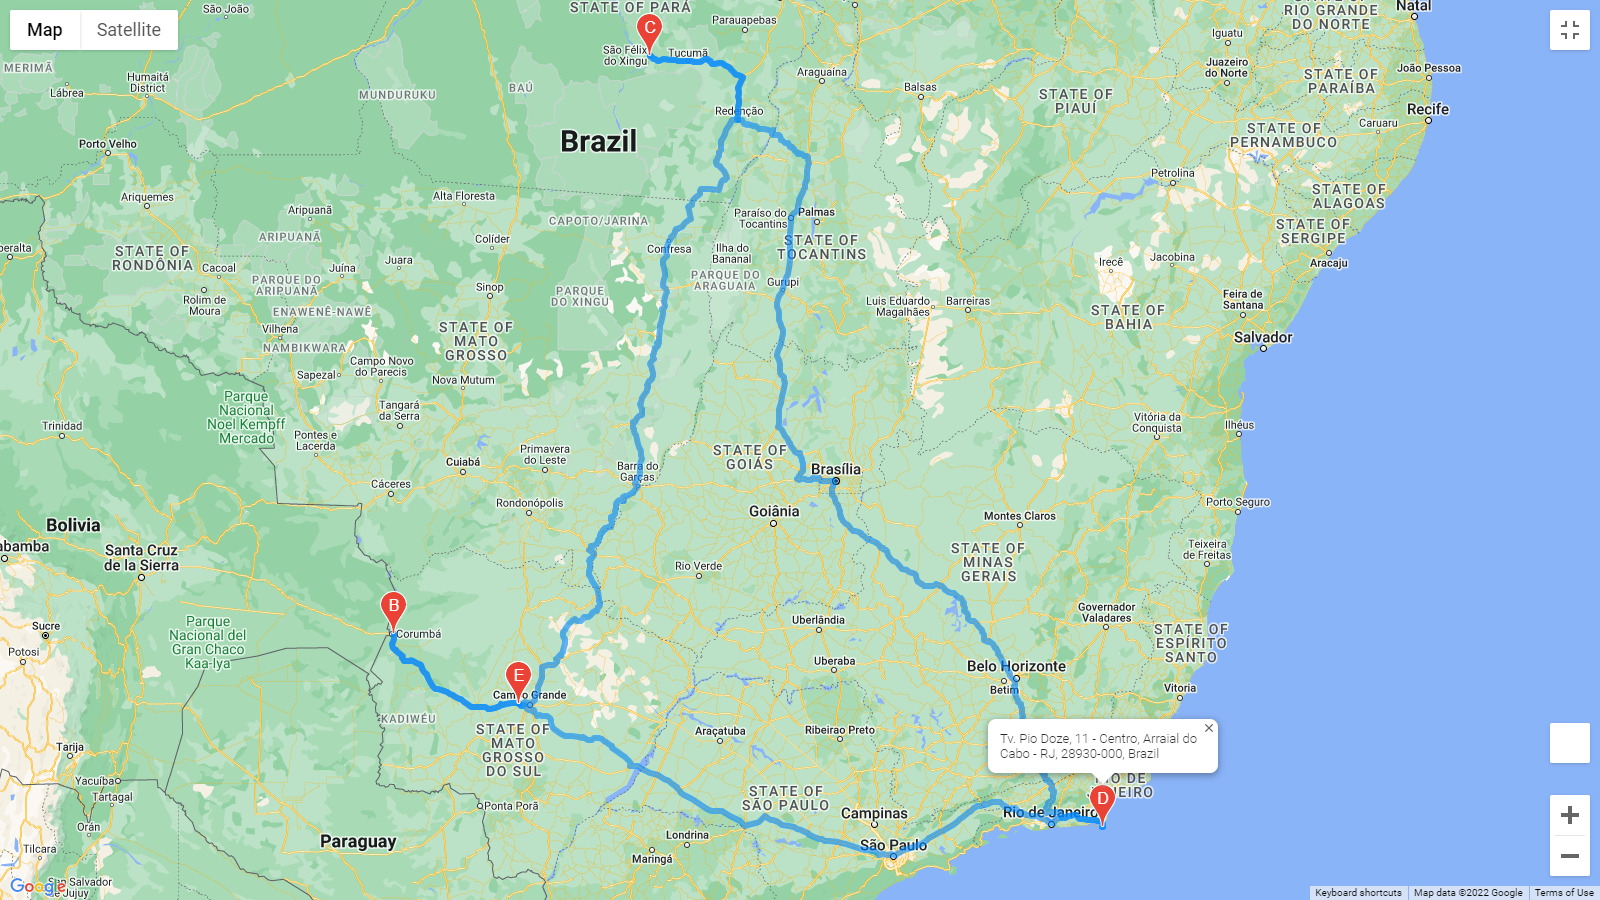 Map
Satellite
São João
STATE OF PARÁ
Parauapebas
C
São Félix
do Xingu
Tucumã
RIO GRANDE
DO NORTE
Natal
Iguatu
MERIMÃ
Humaitá
District
Lábrea
MUNDURUKU
BAÚ
Araguaína
Balsas
Juazeiro
do Norte
João Pessoa
STATE OF
PARAÍBA
STATE OF
PIAUÍ
Redenção
Recife
Caruaru
Brazil
STATE OF
PERNAMBUCO
Porto Velho
Petrolina
Ariquemes
Alta Floresta
STATE OF
ALAGOAS
Aripuanã
ARIPUANÃ
CAPOTO/JARINA
Paraíso do
Tocantins
Palmas
STATE OF
SERGIPE
Colíder
Confresa
Ilha do
Bananal
STATE OF
TOCANTINS
STATE OF
RONDÔNIA
Cacoal
Juína
Juara
Irecê
Jacobina
Aracaju
PARQUE DO
ARIPUANÃ
Sinop
PARQUE
DO XINGU
PARQUE DO
ARAGUAIA
Gurupi
Rolim de
Moura
ENAWENÊ-NAWÊ
Luis Eduardo
Magalhães
Barreiras
Feira de
Santana
Vilhena
STATE OF
MATO
GROSSO
STATE OF
BAHIA
Salvador
NAMBIKWARA
Campo Novo
do Parecis
Sapezal
Nova Mutum
Parque
Nacional
Noel Kempff
Mercado
Tangará
da Serra
Trinidad
Pontes e
Lacerda
Vitória da
Conquista
Ilhéus
Primavera
do Leste
STATE OF
GOIÁS
Cuiabá
Barra do
Garças
Brasília
Cáceres
Rondonópolis
Goiânia
Montes Claros
Porto Seguro
Bolivia
Santa Cruz
de la Sierra
Teixeira
de Freitas
STATE OF
MINAS
GERAIS
Rio Verde
B
Corumbá
Sucre
Potosi
Parque
Nacional del
Gran Chaco
Kaa-Iya
Uberlândia
Governador
Valadares
STATE OF
ESPÍRITO
SANTO
Uberaba
Belo Horizonte
Betim
E
Campo Grande
Vitória
KADIWÉU
STATE OF
MATO
GROSSO
DO SUL
Araçatuba
Ribeirao Preto
Tv. Pio Doze, 11 - Centro, Arraial do
Cabo - RJ, 28930-000, Brazil
Tarija
Yacuíba
Tartagal
Ponta Porã
STATE OF
SÃO PAULO
D
Campinas
Rio de Janeiro
Orán
Paraguay
Londrina
Maringá
São Paulo
Tilcara
San Salvador
de Jujuy
Google
Keyboard shortcuts
Map data ©2022 Google
Terms of Use